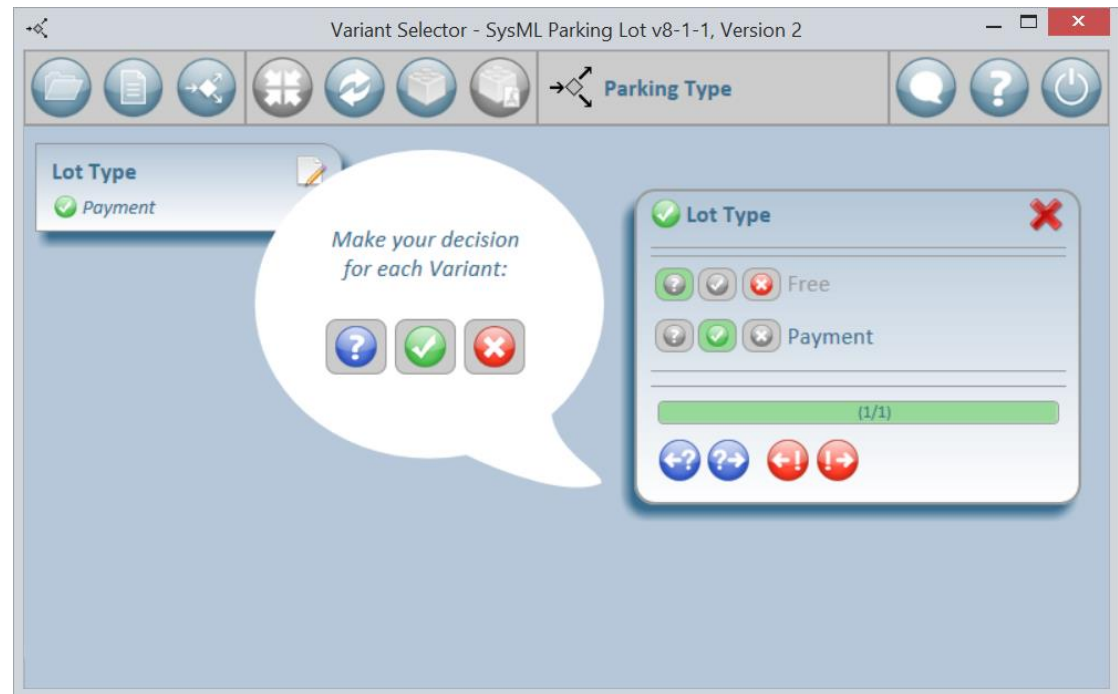 Variant Selector - SysML Parking Lot v8-1-1, Version 2
Parking Type
Lot Type
Payment
Make your decision
for each Variant:
Lot Type
Free
Payment
(1/1)